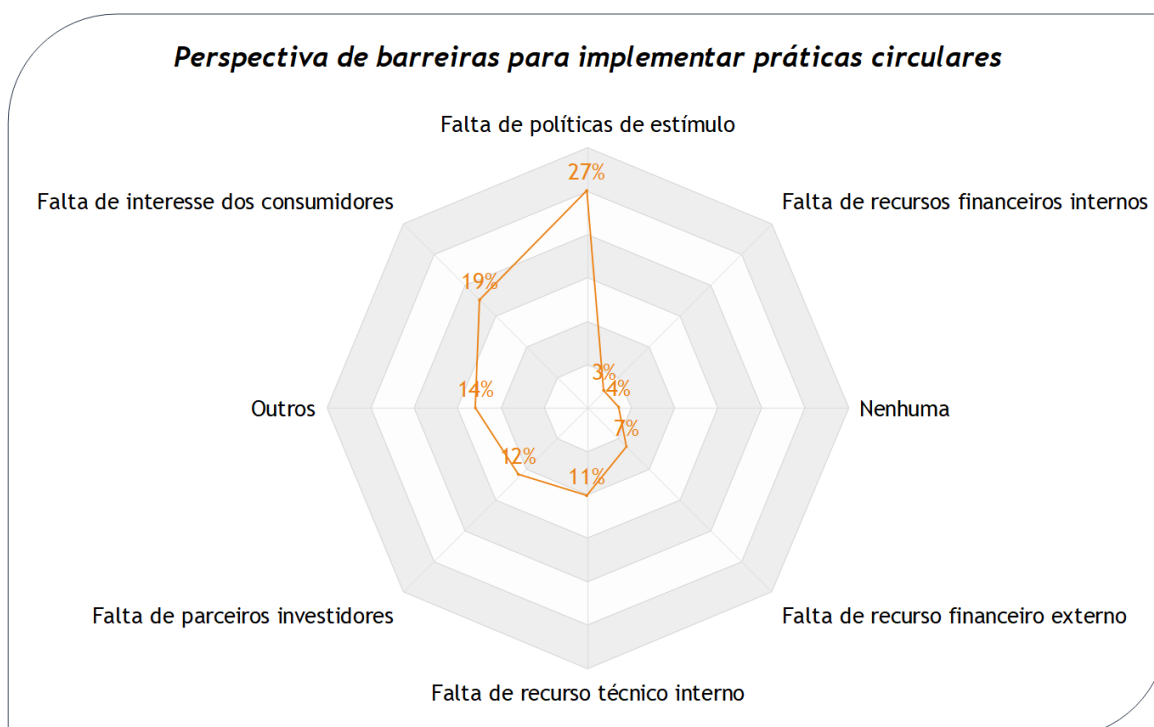 Perspectiva de barreiras para implementar práticas circulares
Falta de políticas de estímulo
27%
Falta de interesse dos consumidores
Falta de recursos financeiros internos
19%
3%
4%
Outros
14%
Nenhuma
7%
12%
11%
Falta de parceiros investidores
Falta de recurso financeiro externo
Falta de recurso técnico interno